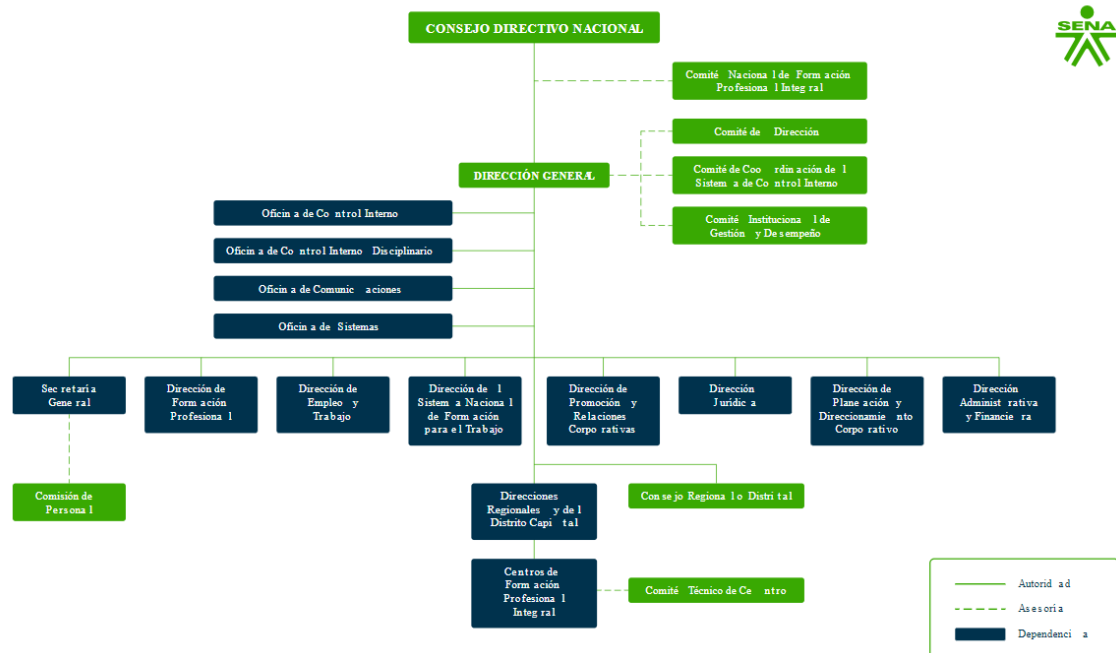 CONSEJO DIRECTIVO NACIONAL
SENA
Comité Nacional de Formación
Profesional Integral
Comité de Dirección
DIRECCIÓN GENERAL
Comité de Coordinación del
Sistema de Control Interno
Oficina de Control Interno
Comité Institucional de
Gestión y Desempeño
Oficina de Control Interno Disciplinario
Oficina de Comunicaciones
Oficina de Sistemas
Secretaria
General
Dirección de
Formación
Profesional
Dirección de
Empleo y
Trabajo
Dirección del
Sistema Nacional
de Formación
para el Trabajo
Dirección de
Promoción y
Relaciones
Corporativas
Dirección
Jurídica
Dirección de
Planeación y
Direccionamiento
Corporativo
Dirección
Administrativa
y Financiera
Comisión de
Personal
Direcciones
Regionales y del
Distrito Capital
Consejo Regional o Distrital
Centros de
Formación
Profesional
Integral
Comité Técnico de Centro
Autoridad
Asesoría
Dependencia